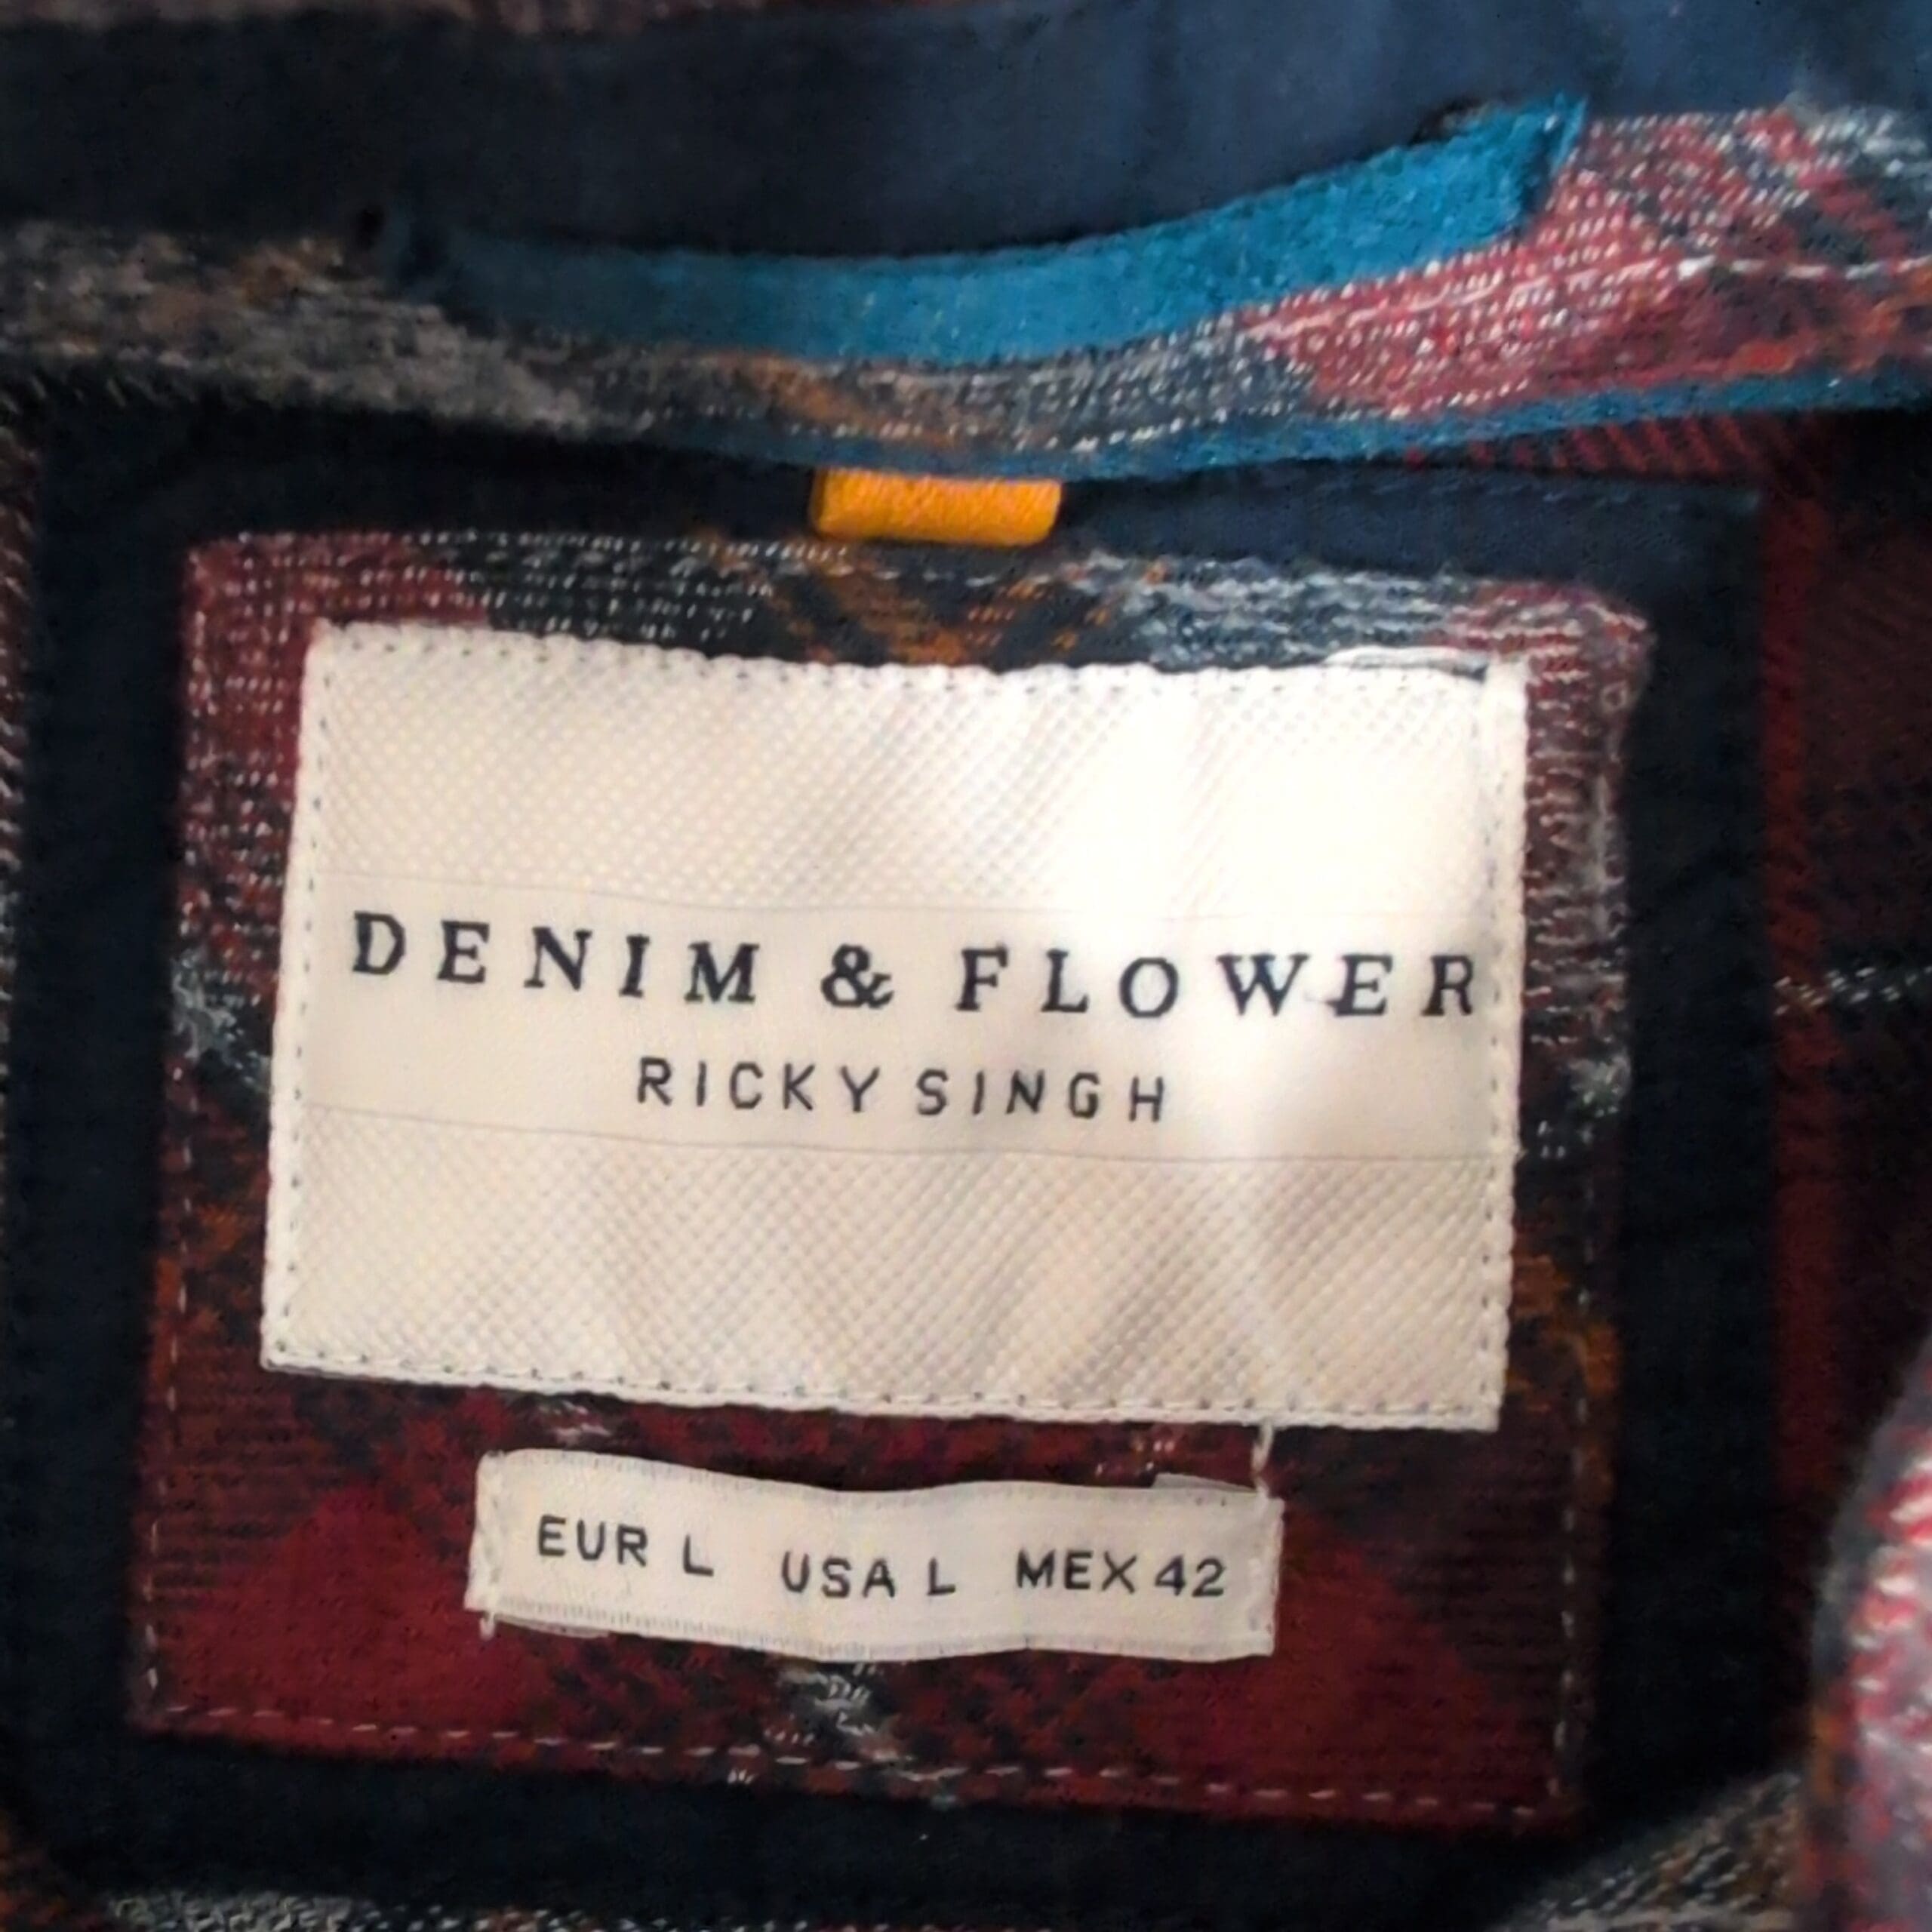 DENIM & FLOWER
RICKY SINGH
EUR L USA L MEX 42